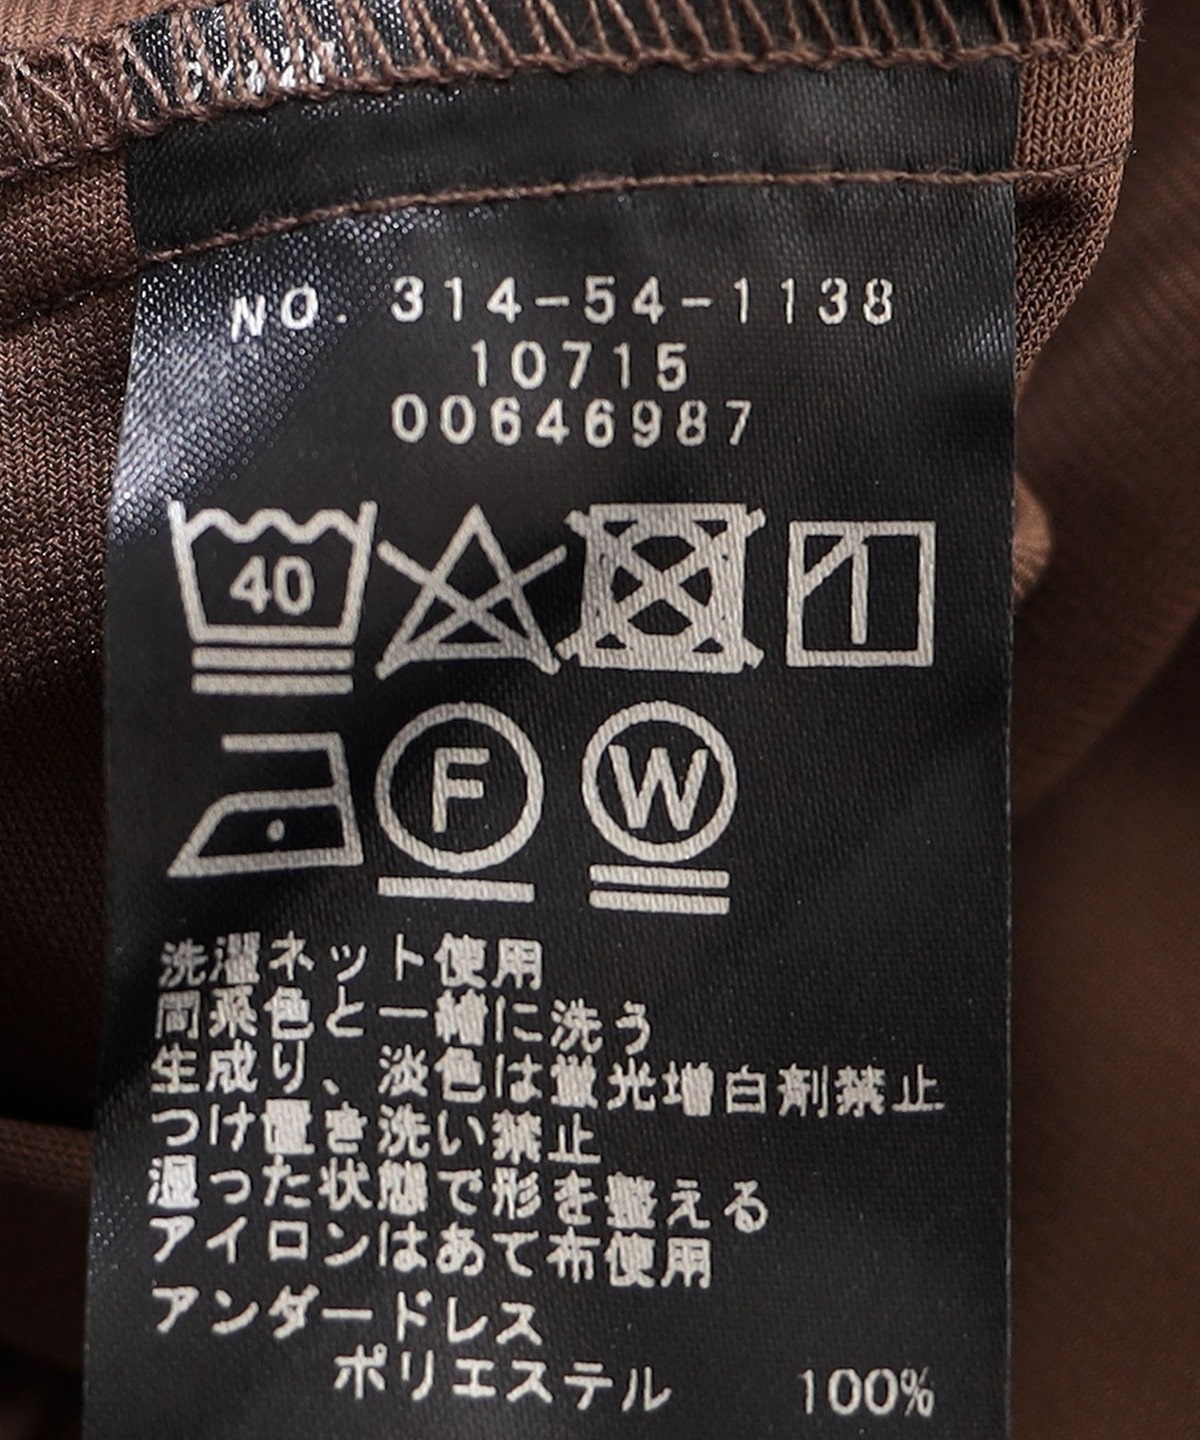 NO. 314-54-1138
10715
00646987
40
F
W
洗濯ネット使用
同系色と一緒に洗う
生成り、淡色は蛍光増白剤禁止
つけ置き洗い禁止
湿った状態で形を整える
アイロンはあて布使用
アンダードレス
ポリエステル 100%